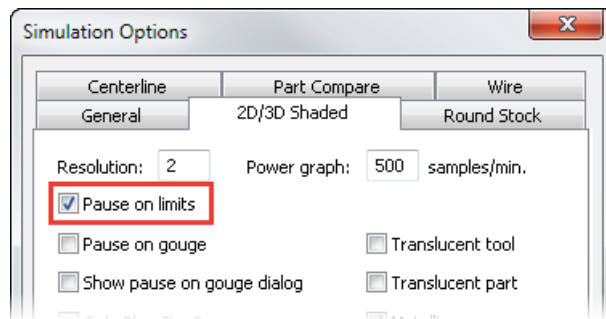 Simulation Options
Centerline Part Compare Wire
General 2D/3D Shaded Round Stock
Resolution: 2 Power graph: 500 samples/min.
Pause on limits
Pause on gouge Translucent tool
Show pause on gouge dialog Translucent part